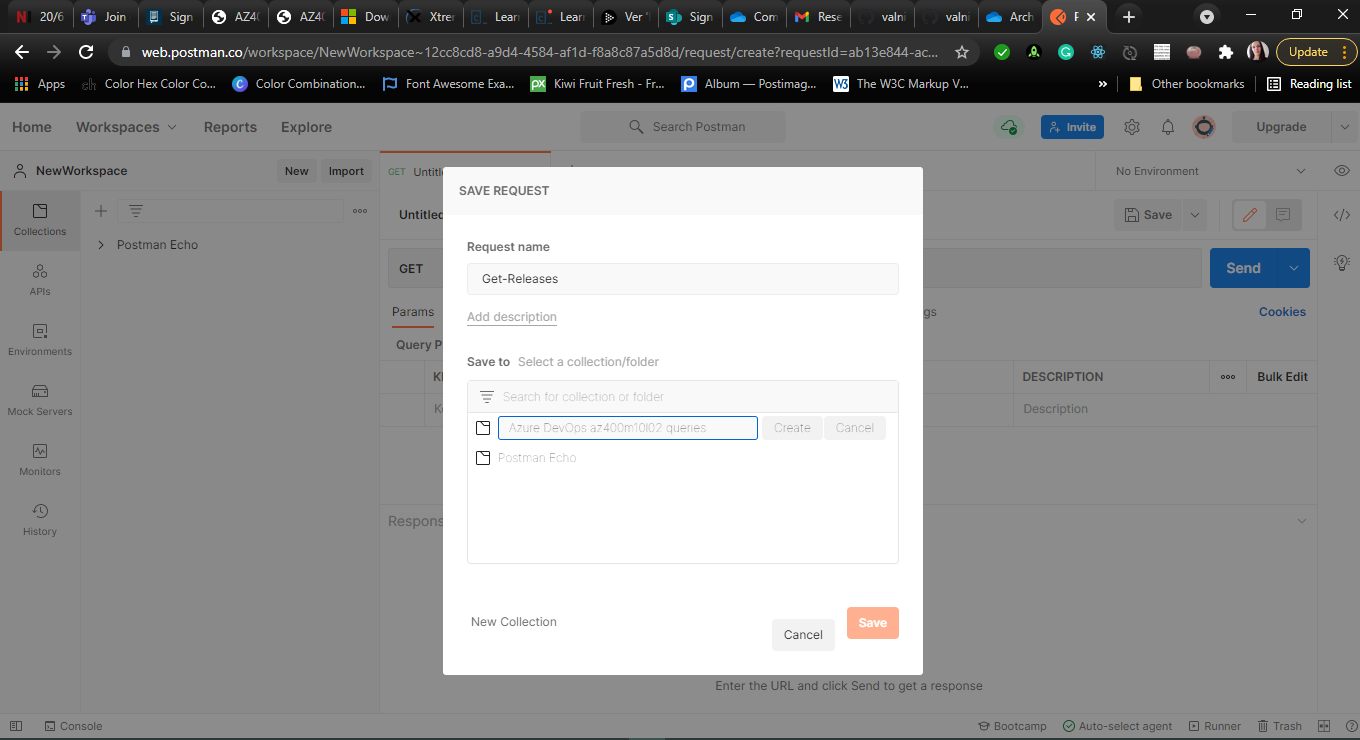 20/6 Join Sign AZ40 AZ40 Dow Xtrer Lear Lear Ver Sign Com Rese valni valni Arch
web.postman.co/workspace/NewWorkspace~12cc8cd8-a9d4-4584-af1d-f8a8c87a5d8d/request/create?requestId=ab13e844-ac... Update
Apps Color Hex Color Co... Color Combination... Font Awesome Exa... Kiwi Fruit Fresh - Fr... Album — Postimag... The W3C Markup V... » Other bookmarks Reading list
Home Workspaces Reports Explore Search Postman Invite Upgrade
NewWorkspace New Import GET Untitle No Environment
SAVE REQUEST
Collections
Untitled Save
Postman Echo
Request name
GET Get-Releases Send
APIs
Add description
Params gs Cookies
Environments
Query P
Save to Select a collection/folder
KE DESCRIPTION Bulk Edit
Search for collection or folder
Mock Servers Ke Description
Azure DevOps az400m10l02 queries Create Cancel
Postman Echo
Monitors
Respons
History
New Collection Cancel Save
Enter the URL and click Send to get a response
Console Bootcamp Auto-select agent Runner Trash